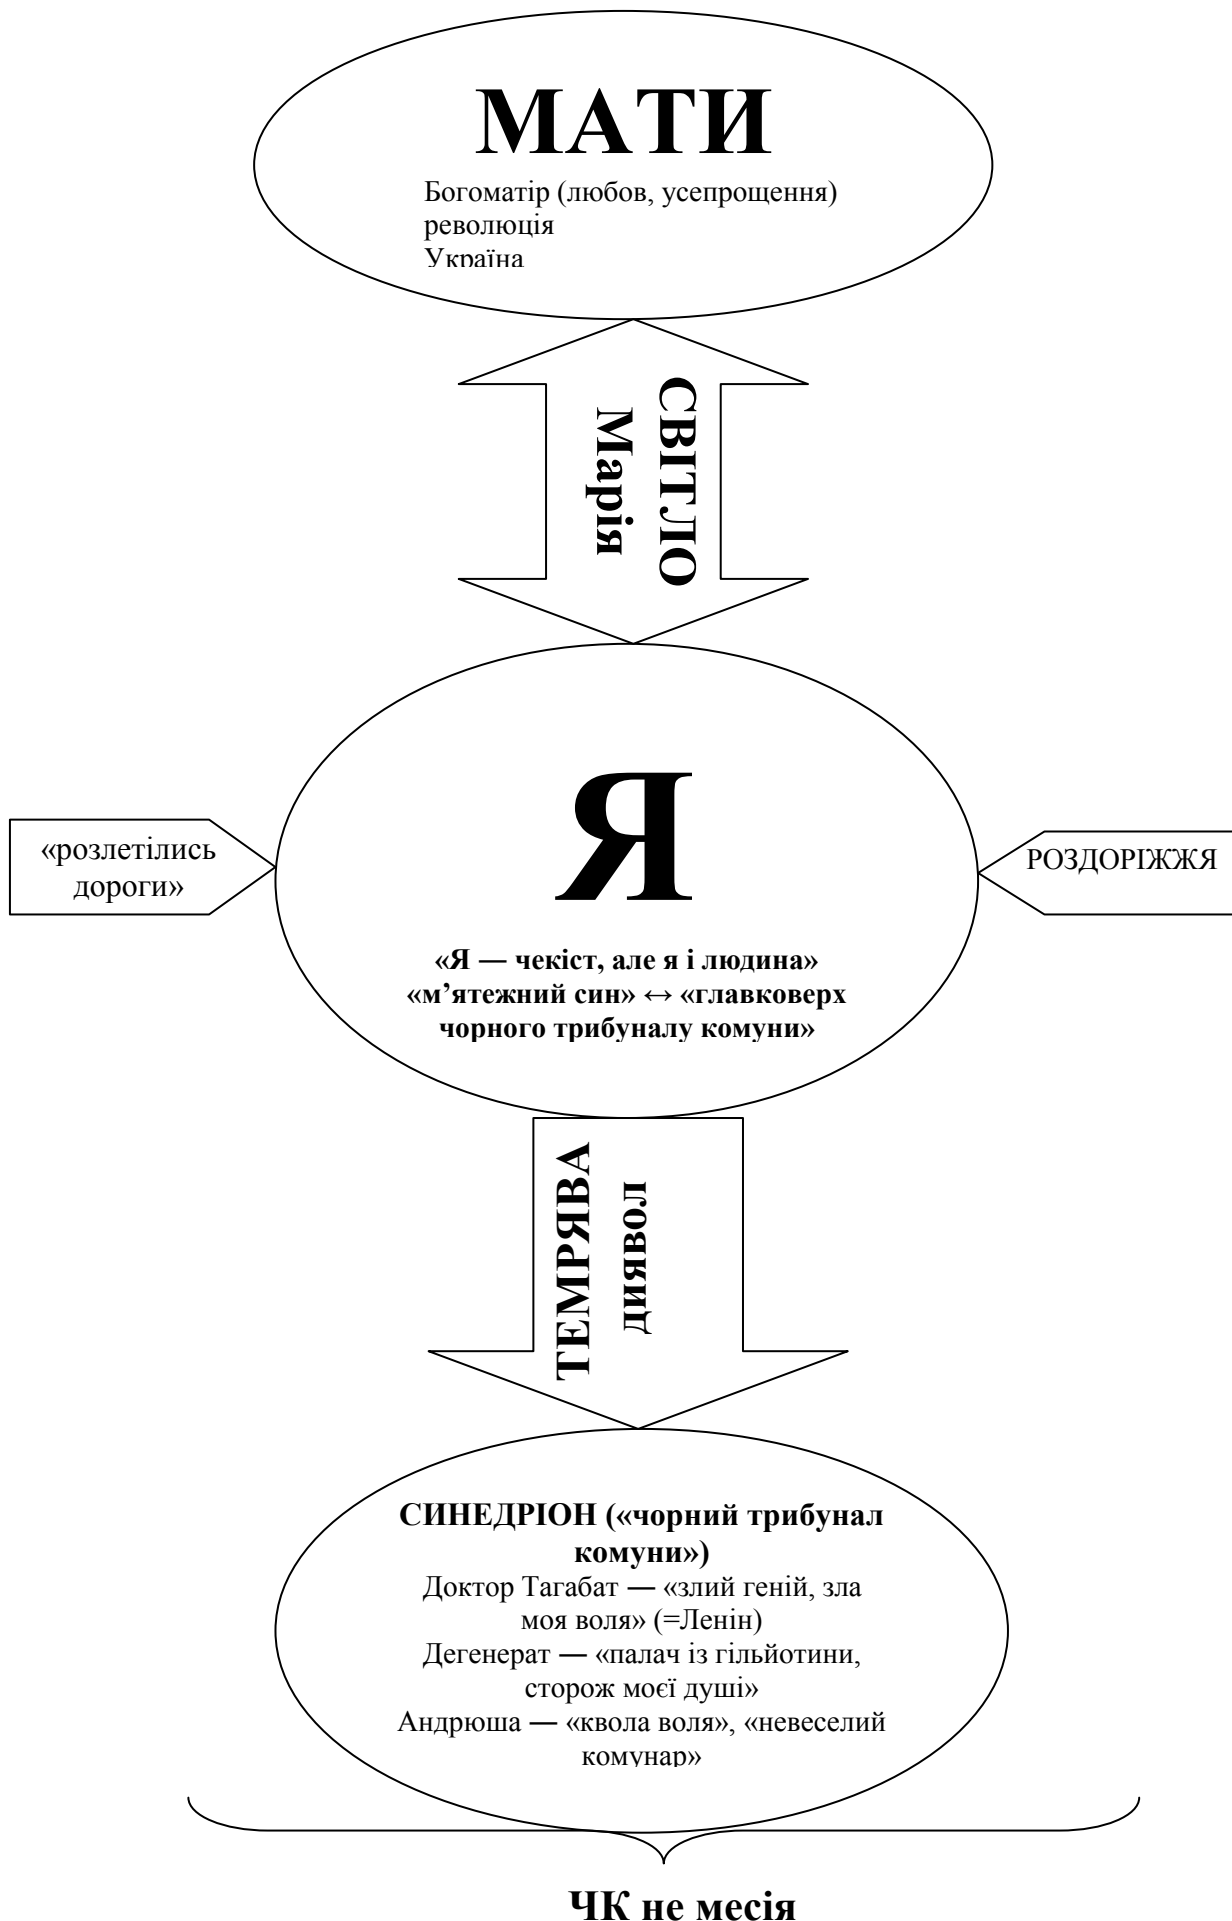 МАТИ
Богоматір (любов, усепрощення)
революція
Україна
СВІТЛО
Марія
«розлетілись
дороги»
Я
РОЗДОРІЖЖЯ
«Я — чекіст, але я і людина»
«м’ятежний син» ↔ «главковерх
чорного трибуналу комуни»
ТЕМРЯВА
диявол
СИНЕДРІОН («чорний трибунал
комуни»)
Доктор Тагабат — «злий геній, зла
моя воля» (=Ленін)
Дегенерат — «палач із гільйотини,
сторож моєї душі»
Андрюша — «квола воля», «невеселий
комунар»
ЧК не месія